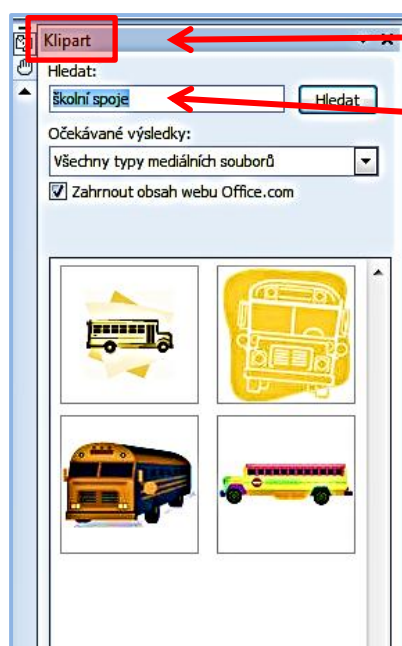 Klipart
Hledat:
školní spoje
Hledat
Očekávané výsledky:
Všechny typy mediálních souborů
Zahrnout obsah webu Office.com